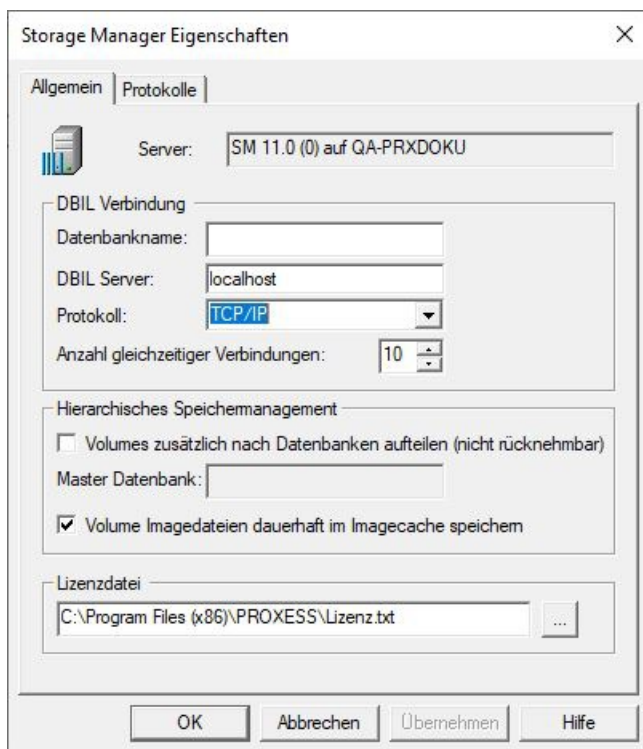 Storage Manager Eigenschaften
Allgemein
Protokolle
Server: SM 11.0 (0) auf QA-PRXDOKU
DBIL Verbindung
Datenbankname:
DBIL Server: localhost
Protokoll: TCP/IP
Anzahl gleichzeitiger Verbindungen: 10
Hierarchisches Speichermanagement
Volumes zusätzlich nach Datenbanken aufteilen (nicht rücknehmbar)
Master Datenbank:
Volume Imagedateien dauerhaft im Imagecache speichern
Lizenzdatei
C:\Program Files (x86)\PROXESS\Lizenz.txt ...
OK Abbrechen Übernehmen Hilfe